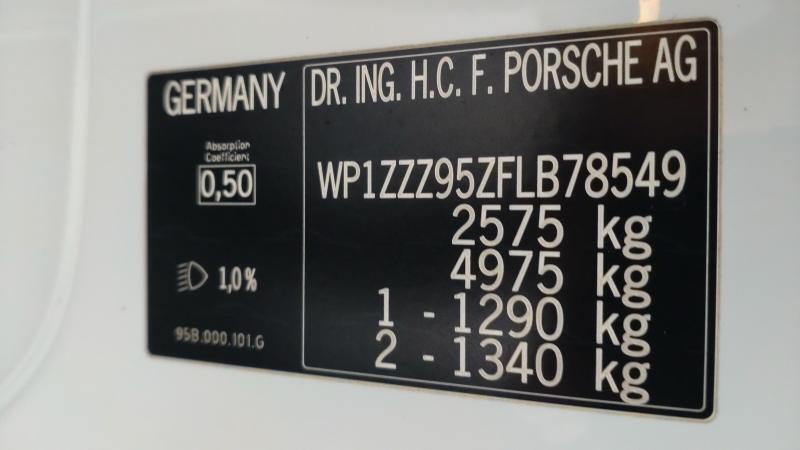 GERMANY
Absorption
Coefficient
0,50
1,0%
95B.000.101.G
DR. ING. H.C. F. PORSCHE AG
WP1ZZZ95ZFLB78549
2575 kg
4975 kg
1 - 1290 kg
2 - 1340 kg